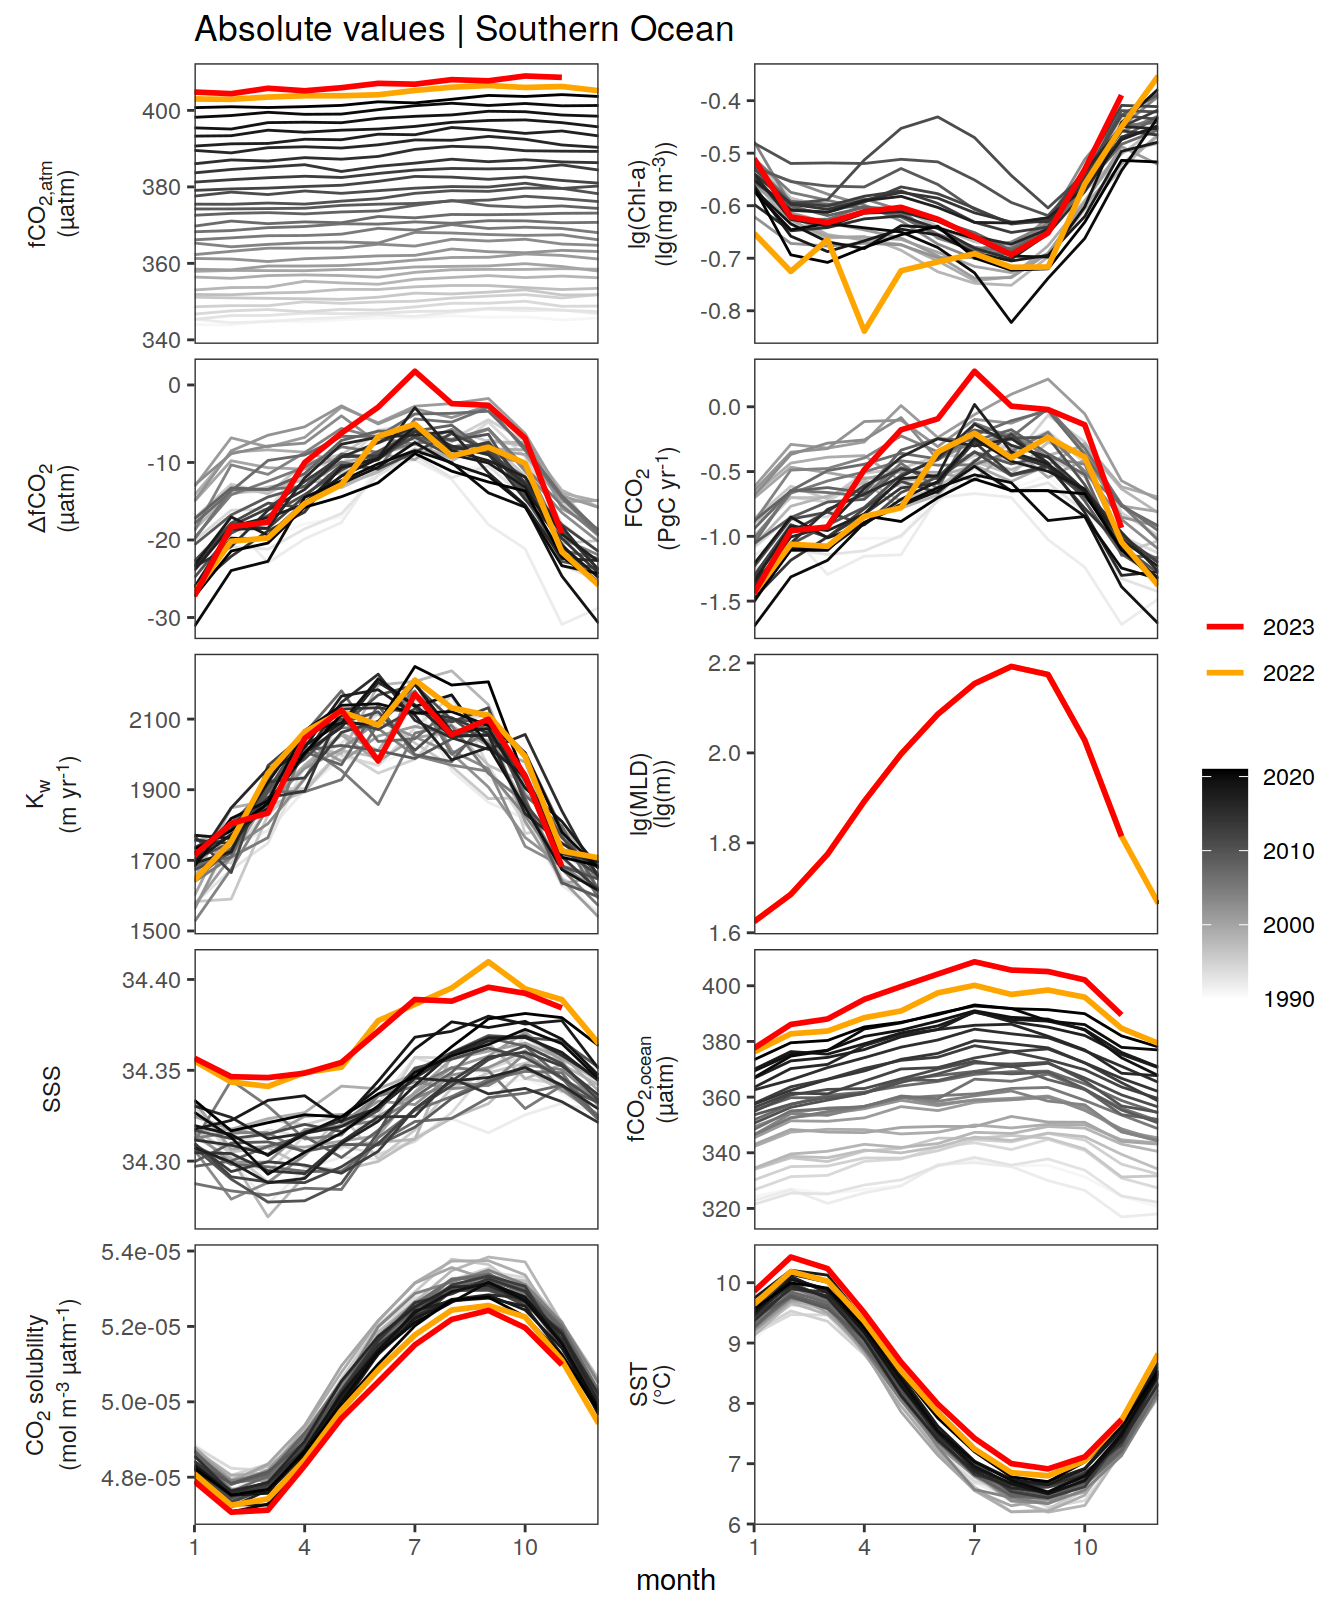 Absolute values | Southern Ocean
fCO2,atm
(µatm)
400
380
360
340
lg(Chl-a)
(lg(mg m-3))
-0.4
-0.5
-0.6
-0.7
-0.8
ΔfCO2
(µatm)
0
-10
-20
-30
FCO2
(PgC yr-1)
0.0
-0.5
-1.0
-1.5
Kw
(m yr-1)
2100
1900
1700
1500
lg(MLD)
(lg(m))
2.2
2.0
1.8
1.6
SSS
34.40
34.35
34.30
fCO2,ocean
(µatm)
400
380
360
340
320
CO2 solubility
(mol m-3 µatm-1)
5.4e-05
5.2e-05
5.0e-05
4.8e-05
SST
(°C)
10
9
8
7
6
1 4 7 10
1 4 7 10
month
2023
2022
2020
2010
2000
1990